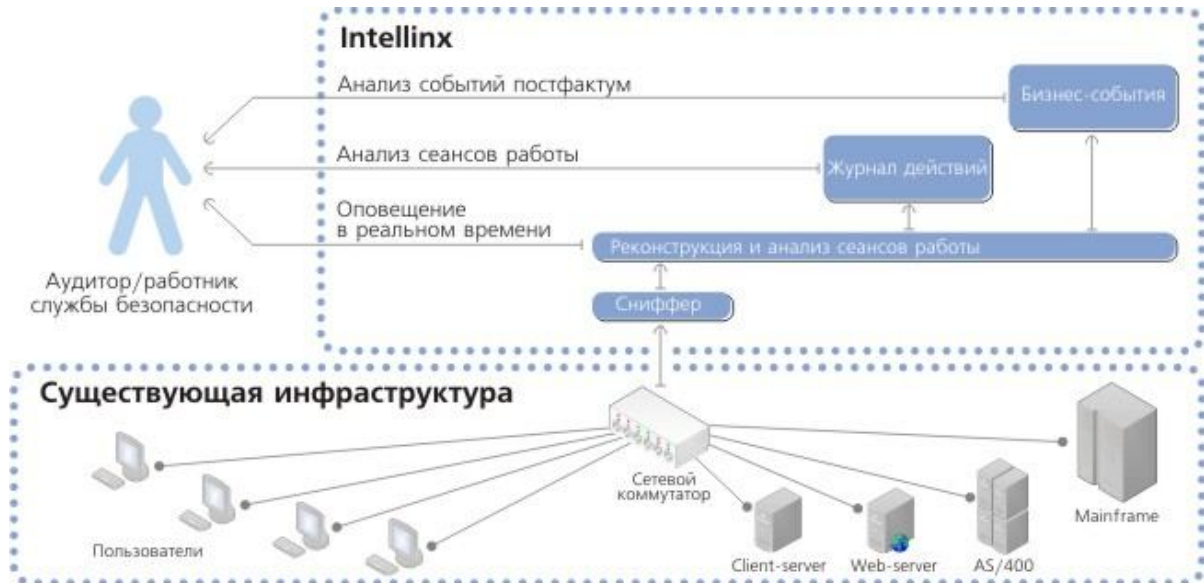 Intellinx
Анализ событий постфактум
Бизнес-события
Анализ сеансов работы
Журнал действий
Оповещение
в реальном времени
Реконструкция и анализ сеансов работы
Аудитор/работник
службы безопасности
Сниффер
Существующая инфраструктура
Сетевой
коммутатор
Mainframe
Пользователи
Client-server
Web-server
AS/400